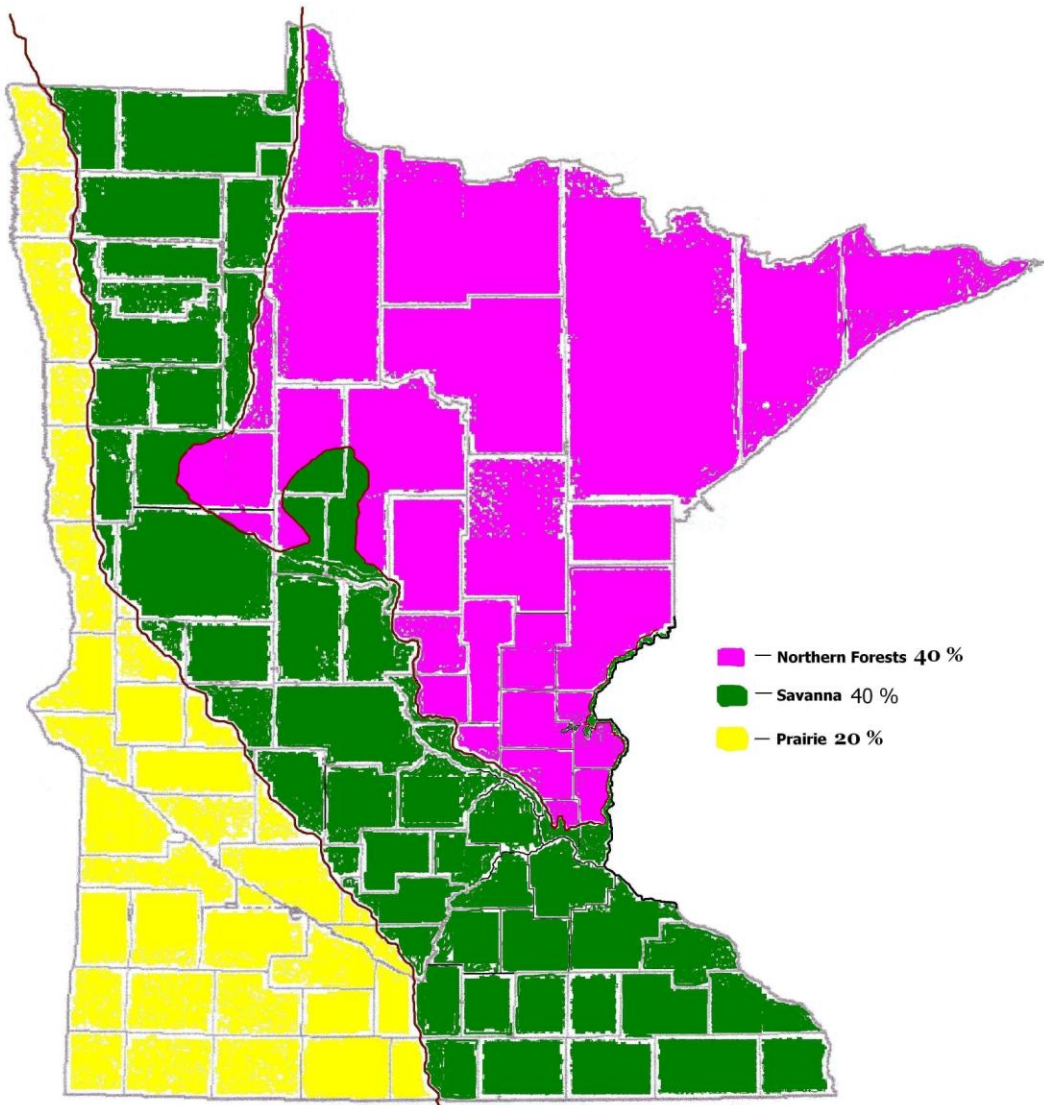 — Northern Forests 40 %
— Savanna 40 %
— Prairie 20 %